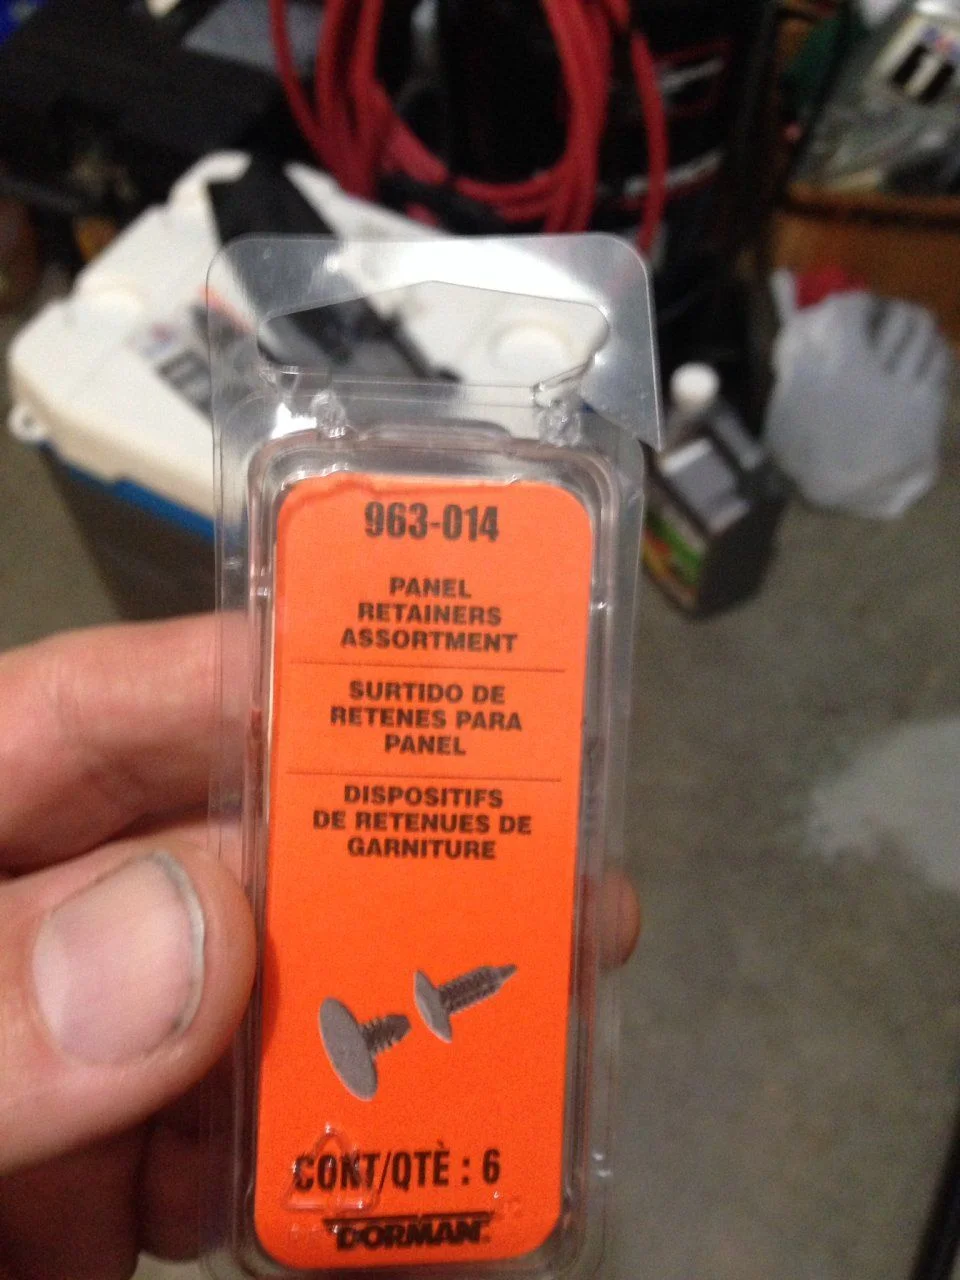 963-014
PANEL
RETAINERS
ASSORTMENT
SURTIDO DE
RETENES PARA
PANEL
DISPOSITIFS
DE RETENUES DE
GARNITURE
CONT/QTÈ : 6
DORMAN®